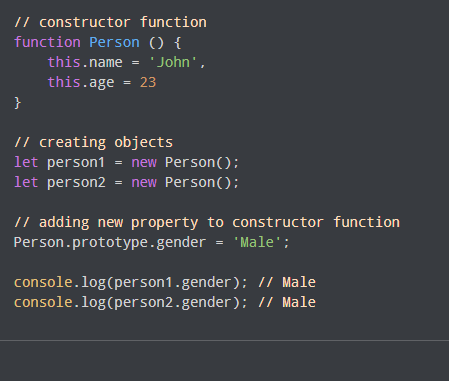 // constructor function
function Person () {
    this.name = 'John',
    this.age = 23
}

// creating objects
let person1 = new Person();
let person2 = new Person();

// adding new property to constructor function
Person.prototype.gender = 'Male';

console.log(person1.gender); // Male
console.log(person2.gender); // Male